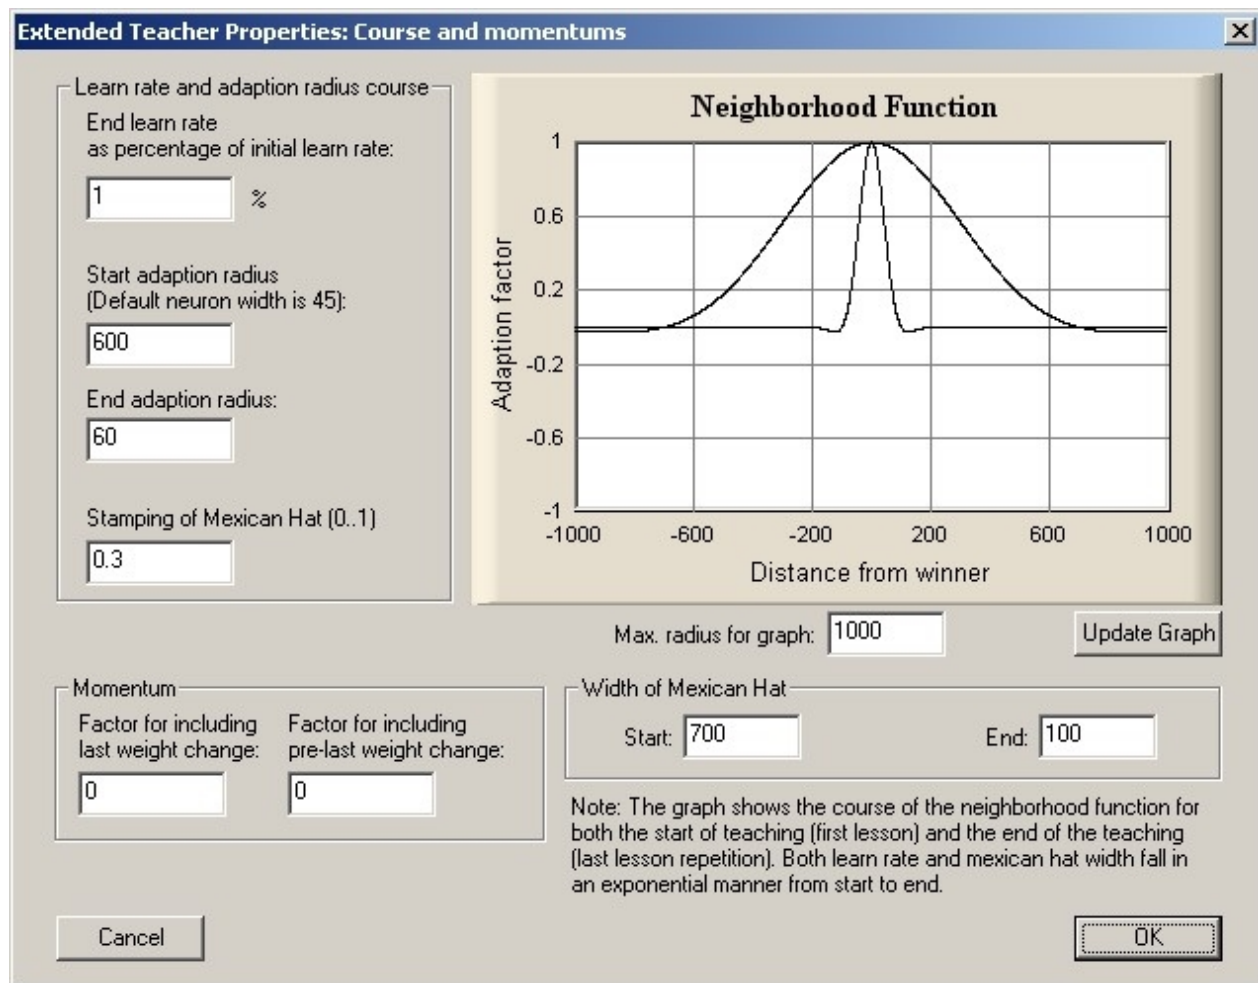 Extended Teacher Properties: Course and momentums
Learn rate and adaption radius course
End learn rate
as percentage of initial learn rate:
1 %
Start adaption radius
(Default neuron width is 45):
600
End adaption radius:
60
Stamping of Mexican Hat (0..1)
0.3
Neighborhood Function
Adaption factor
1
0.6
0.2
-0.2
-0.6
-1
-1000 -600 -200 200 600 1000
Distance from winner
Max. radius for graph: 1000 Update Graph
Momentum
Factor for including
last weight change:
0
Factor for including
pre-last weight change:
0
Width of Mexican Hat
Start: 700 End: 100
Note: The graph shows the course of the neighborhood function for
both the start of teaching (first lesson) and the end of the teaching
(last lesson repetition). Both learn rate and mexican hat width fall in
an exponential manner from start to end.
Cancel OK